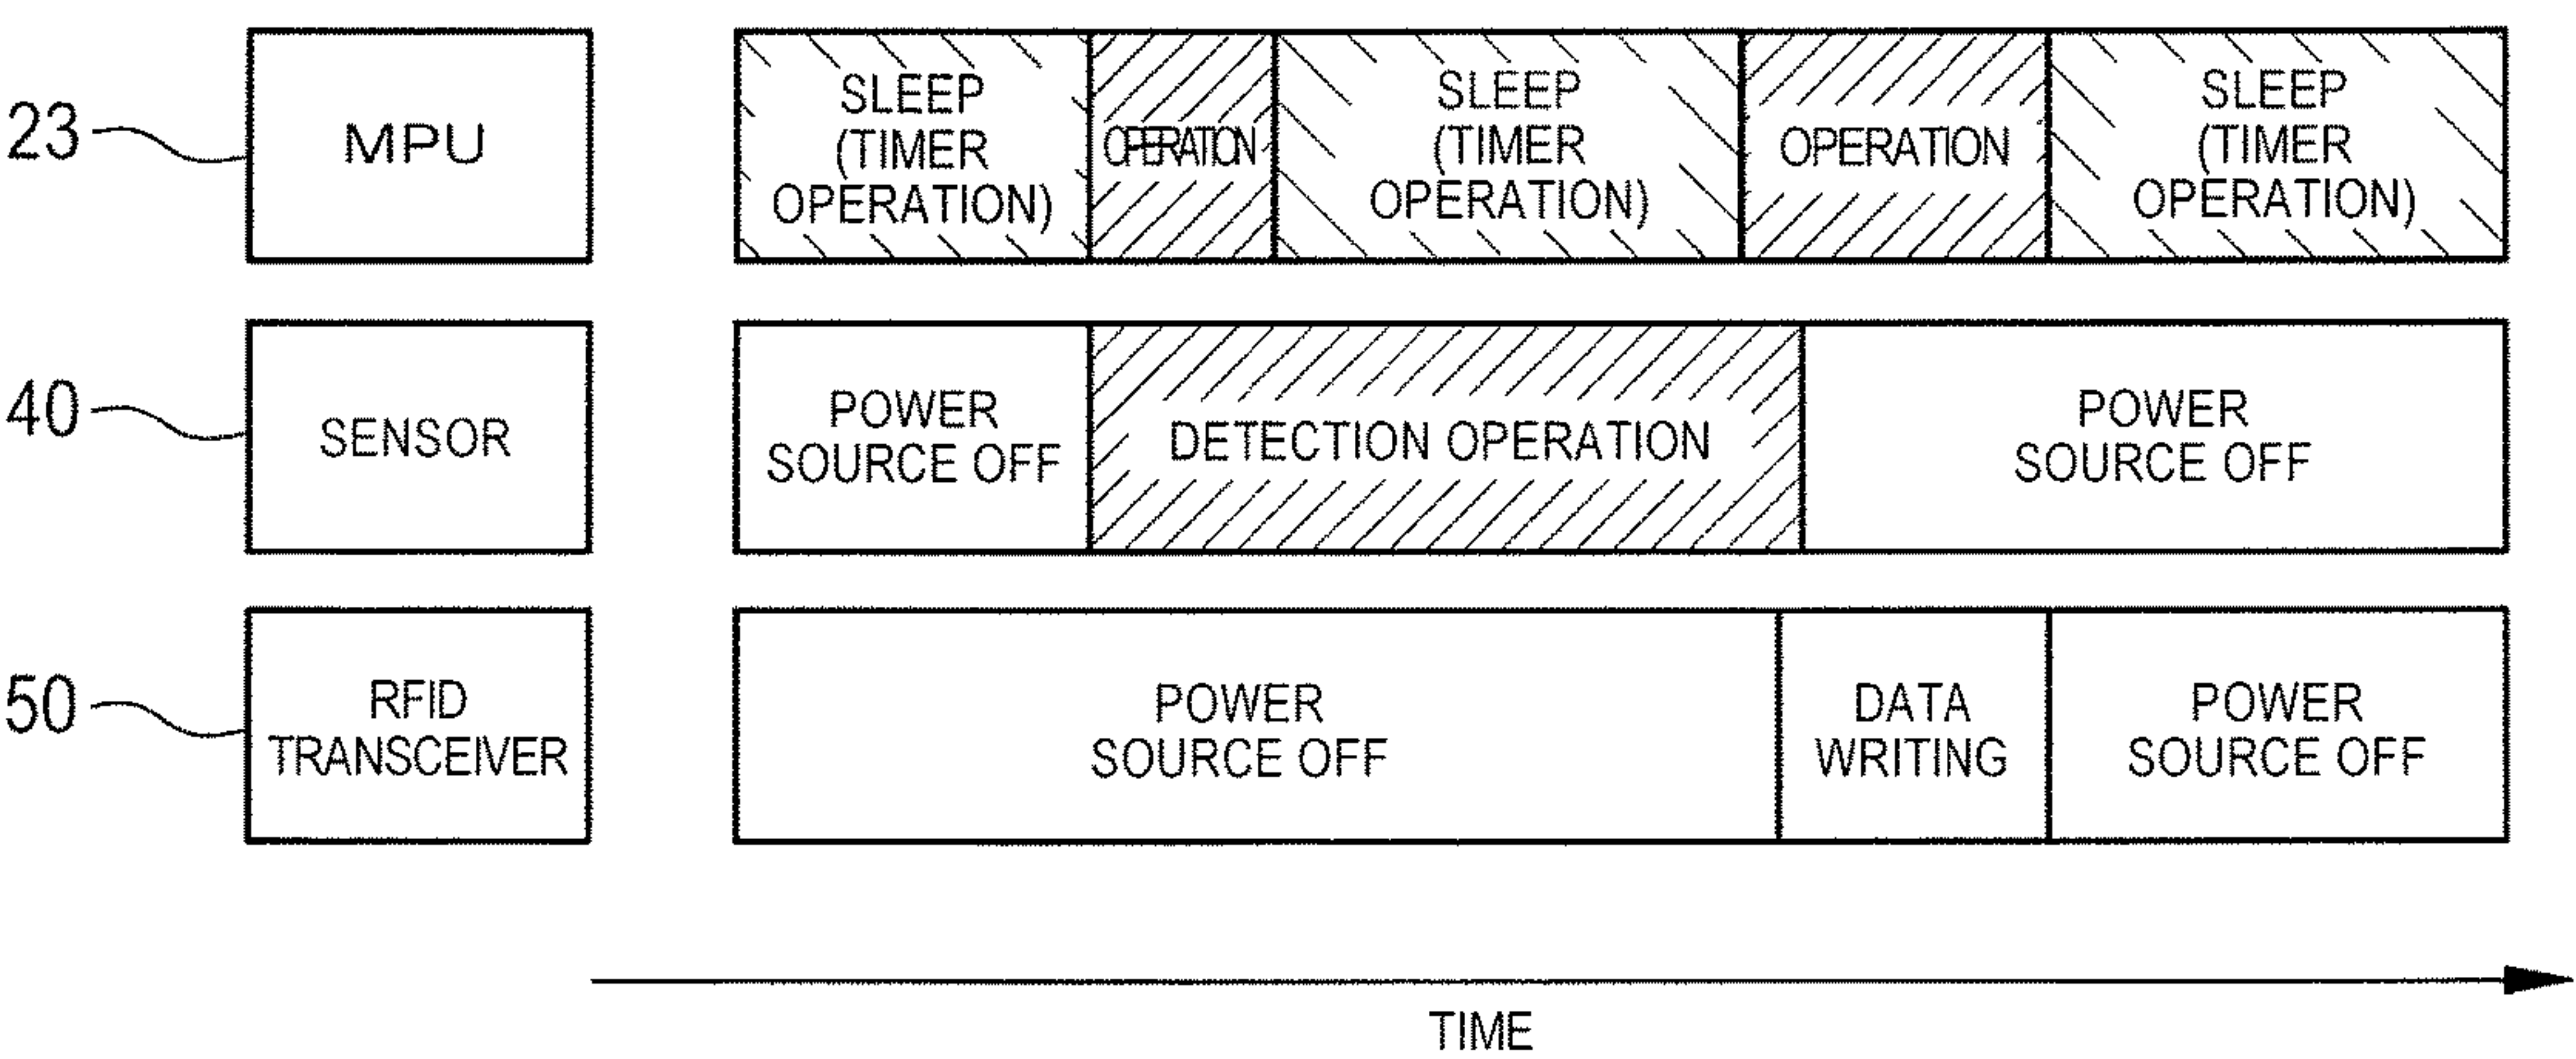 23
MPU
SLEEP
(TIMER
OPERATION)
OPERATION
SLEEP
(TIMER
OPERATION)
OPERATION
SLEEP
(TIMER
OPERATION)
40
SENSOR
POWER
SOURCE OFF
DETECTION OPERATION
POWER
SOURCE OFF
50
RFID
TRANSCEIVER
POWER
SOURCE OFF
DATA
WRITING
POWER
SOURCE OFF
TIME